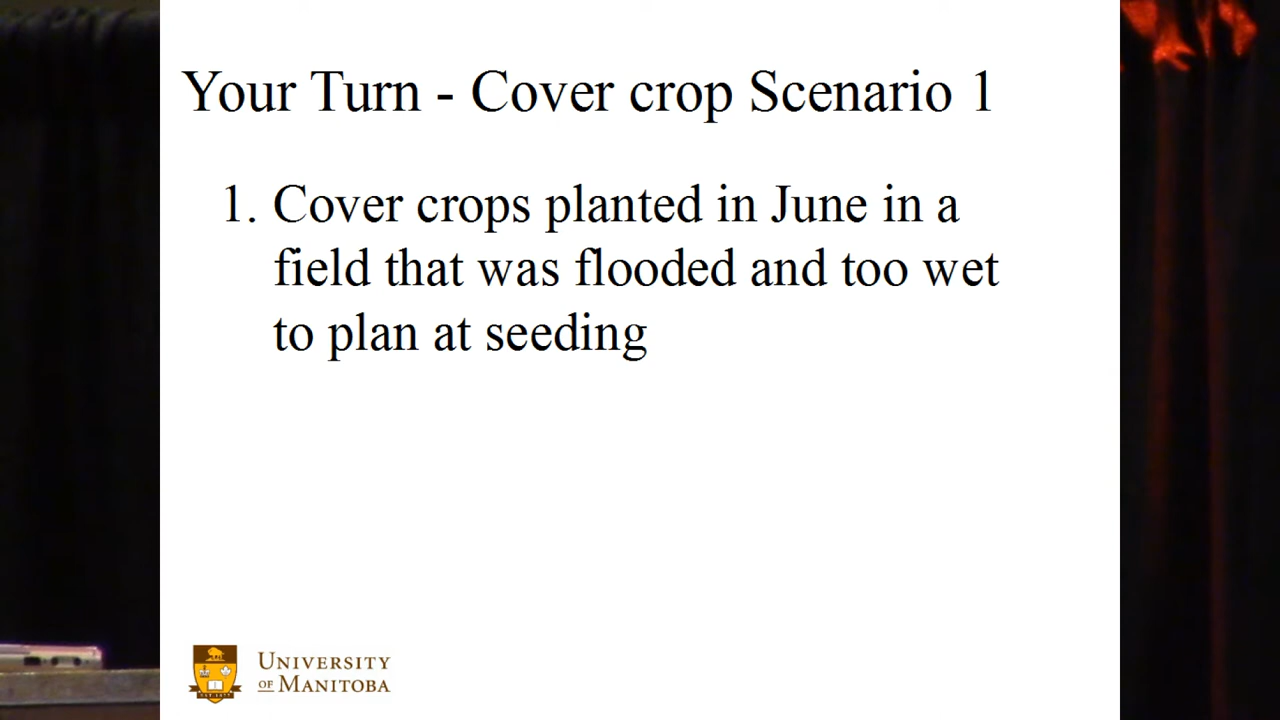 Your Turn - Cover crop Scenario 1
1. Cover crops planted in June in a
field that was flooded and too wet
to plan at seeding
UNIVERSITY
OF MANITOBA